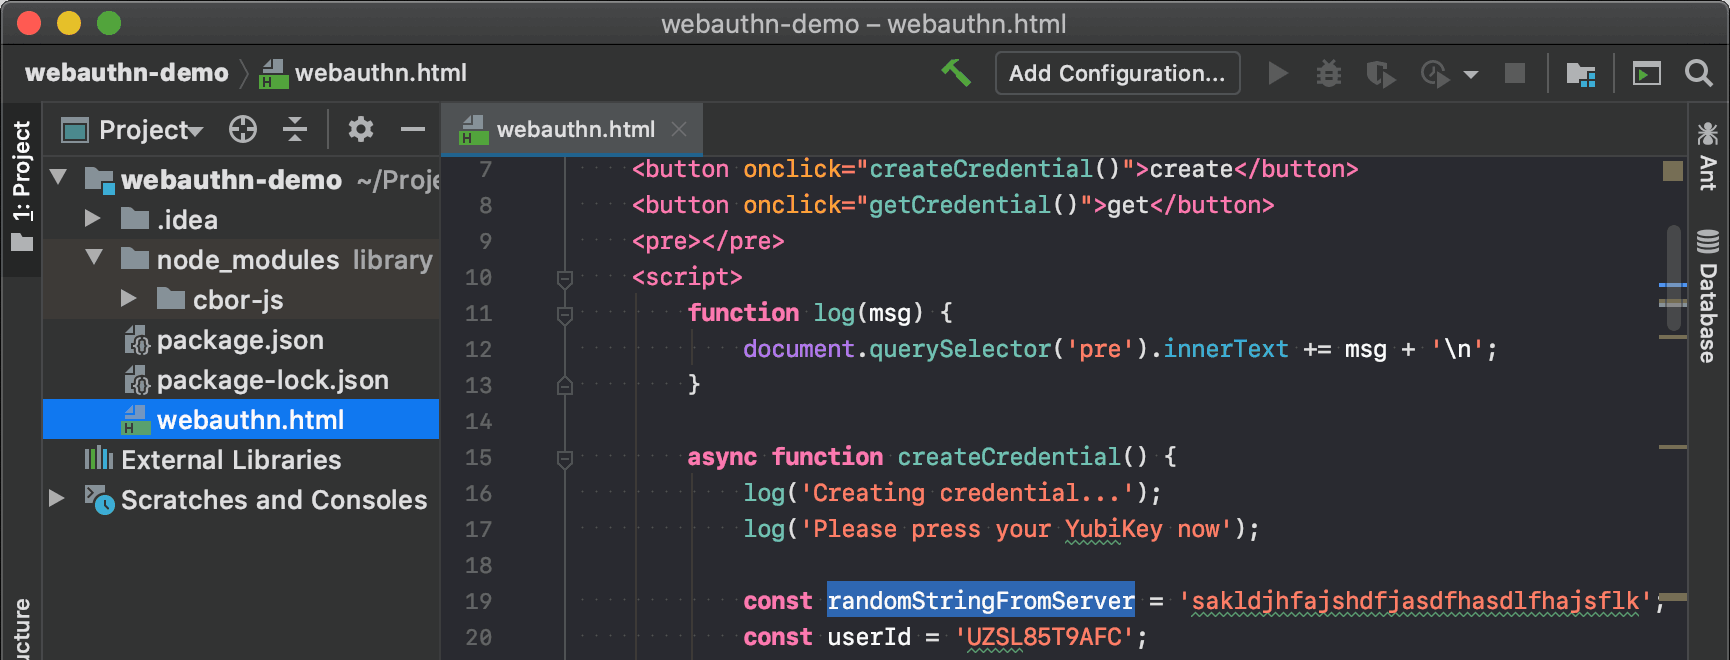 webauthn-demo – webauthn.html
webauthn-demo webauthn.html
Add Configuration...
1: Project
Project
webauthn-demo ~/Proje
.idea
node_modules library
cbor-js
package.json
package-lock.json
webauthn.html
External Libraries
Scratches and Consoles
ucture
webauthn.html
7 <button onclick="createCredential()">create</button>
8 <button onclick="getCredential()">get</button>
9 <pre></pre>
10 <script>
11 function log(msg) {
12 document.querySelector('pre').innerText += msg + '\n';
13 }
14
15 async function createCredential() {
16 log('Creating credential...');
17 log('Please press your YubiKey now');
18
19 const randomStringFromServer = 'sakldjhfajshdfjasdfhasdlfhajsflk';
20 const userId = 'UZSL85T9AFC';
Ant
Database